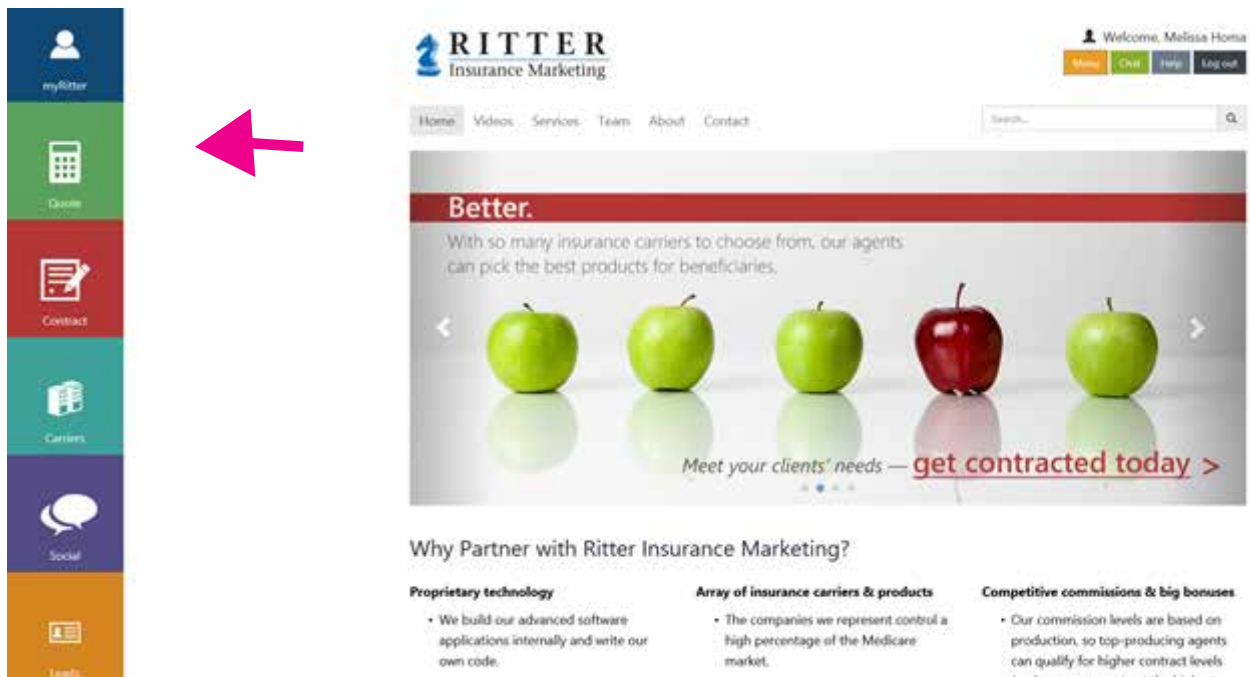 myRitter
Quote
Contract
Carriers
Social
Leads
RITTER
Insurance Marketing
Welcome, Melissa Homa
Menu Chat Help Log out
Home Videos Services Team About Contact
Search...
Better.
With so many insurance carriers to choose from, our agents
can pick the best products for beneficiaries.
Meet your clients' needs — get contracted today >
Why Partner with Ritter Insurance Marketing?
Proprietary technology
• We build our advanced software
applications internally and write our
own code.
Array of insurance carriers & products
• The companies we represent control a
high percentage of the Medicare
market.
Competitive commissions & big bonuses
• Our commission levels are based on
production, so top-producing agents
can qualify for higher contract levels